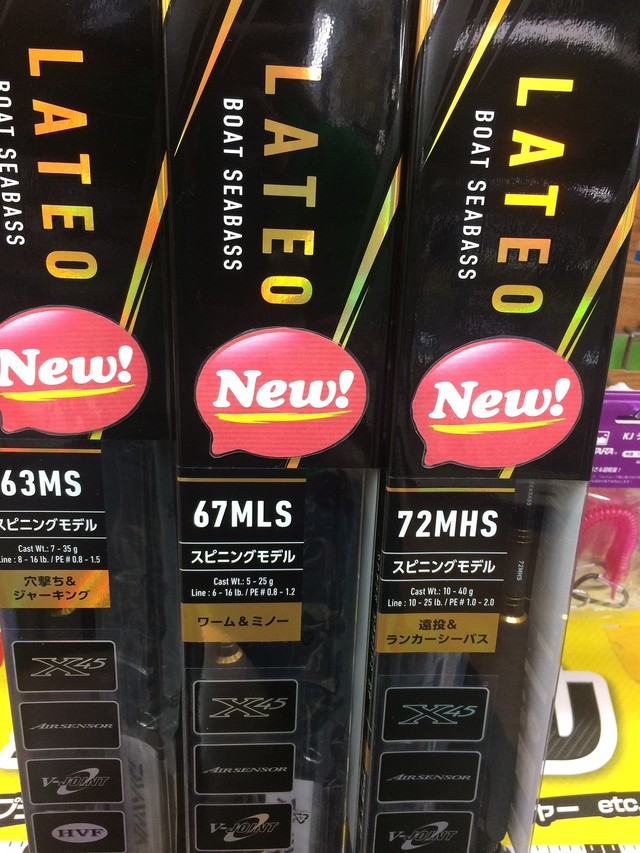 LATEO
BOAT SEABASS
New!
63MS
スピニングモデル
Cast Wt.: 7 - 35 g
Line : 8 - 16 lb. / PE # 0.8 - 1.5
穴撃ち&
ジャーキング
X45
AIRSENSOR
V-JOINT
HVF
LATEO
BOAT SEABASS
New!
67MLS
スピニングモデル
Cast Wt.: 5 - 25 g
Line : 6 - 16 lb. / PE # 0.8 - 1.2
ワーム&ミノー
X45
AIRSENSOR
V-JOINT
LATEO
BOAT SEABASS
New!
72MHS
スピニングモデル
Cast Wt.: 10 - 40 g
Line : 10 - 25 lb. / PE # 1.0 - 2.0
遠投&
ランカーシーバス
X45
AIRSENSOR
V-JOINT
72MHS
KJ
etc.